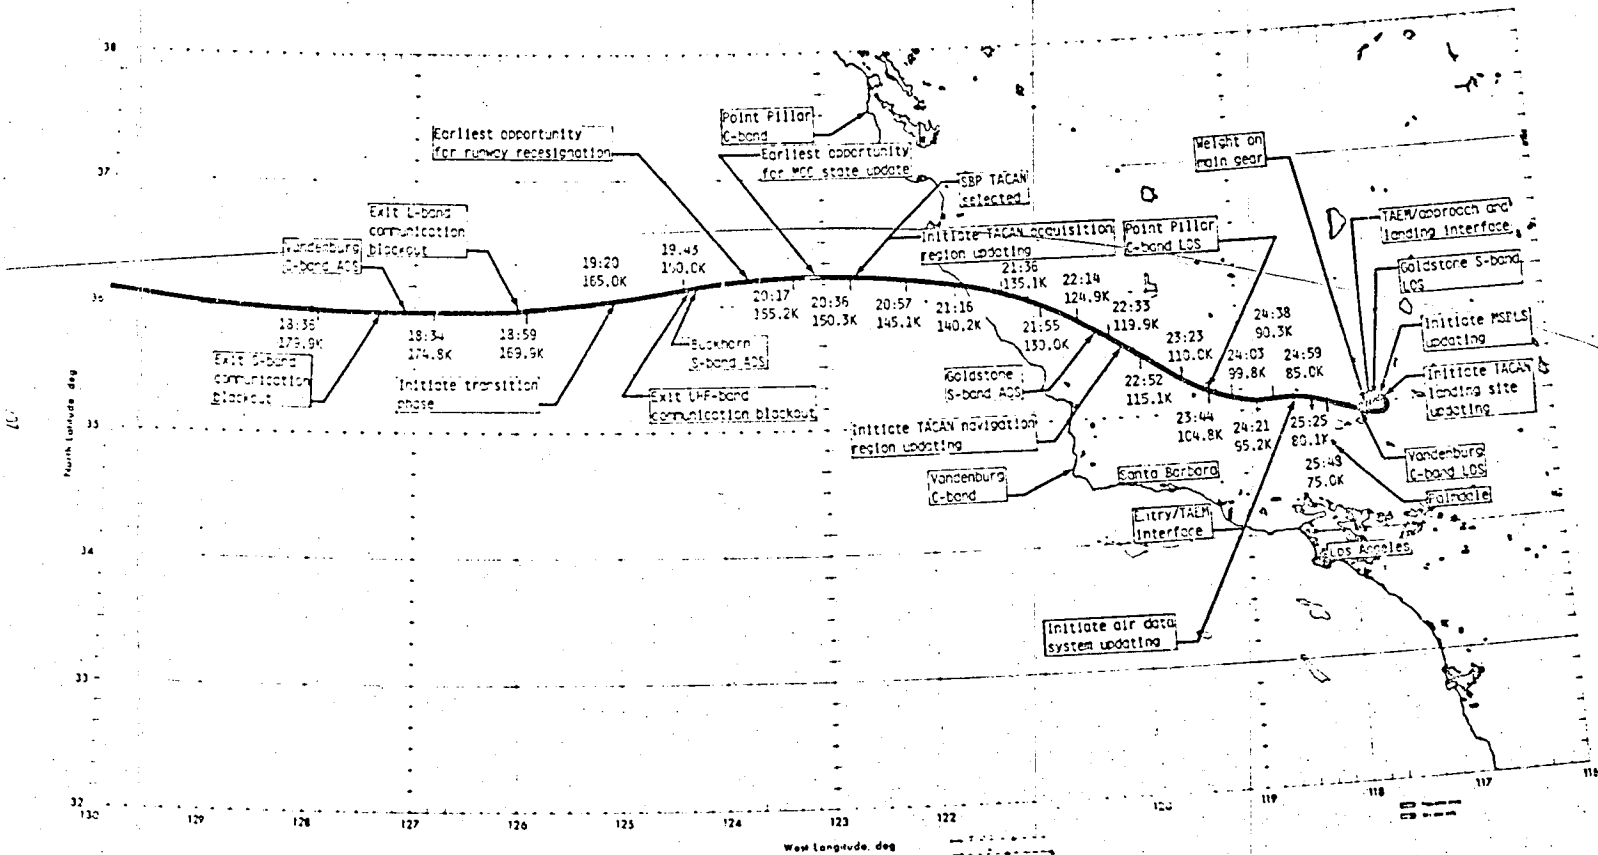 38
Point Pillar
C-band
Earliest opportunity
for runway redesignation
Earliest opportunity
for MCC state update
Weight on
main gear
37
SBP TACAN
selected
Exit L-band
communication
blackout
TAEM/approach and
landing interface
Vandenburg
C-band AOS
19:43
160.0K
Initiate TACAN acquisition
region updating
Point Pillar
C-band LOS
Goldstone S-band
LOS
19:20
165.0K
21:36
135.1K
22:14
124.9K
36
20:17
155.2K
20:36
150.3K
20:57
145.1K
21:16
140.2K
22:33
119.9K
24:38
90.3K
Initiate MSBLS
updating
18:36
179.9K
18:34
174.8K
18:59
169.9K
21:55
130.0K
23:23
110.0K
24:03
99.8K
24:59
85.0K
Exit S-band
communication
blackout
Initiate transition
phase
Buckhorn
S-band AOS
Exit UHF-band
communication blackout
Goldstone
S-band AOS
22:52
115.1K
Initiate TACAN
landing site
updating
23:44
104.8K
24:21
95.2K
25:25
80.1K
35
Initiate TACAN navigation
region updating
25:49
75.0K
Vandenburg
C-band LOS
Vandenburg
C-band
Santa Barbara
Palmdale
Entry/TAEM
interface
Los Angeles
34
Initiate air data
system updating
33
32
North Latitude, deg
130
129
128
127
126
125
124
123
122
120
119
118
117
116
West Longitude, deg